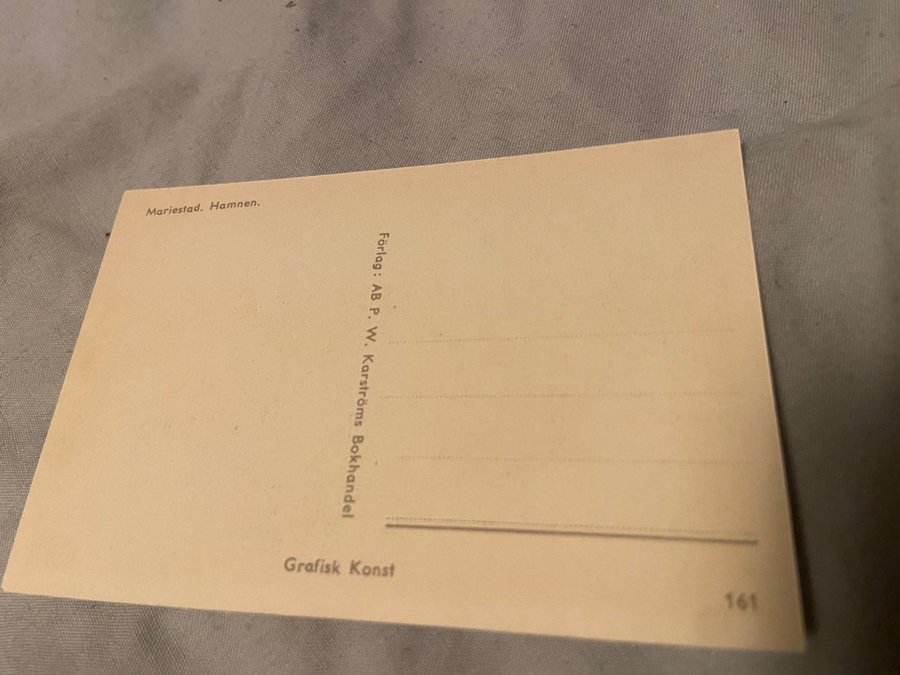 Mariestad. Hamnen.
Förlag: AB P. W. Karströms Bokhandel
Grafisk Konst
161